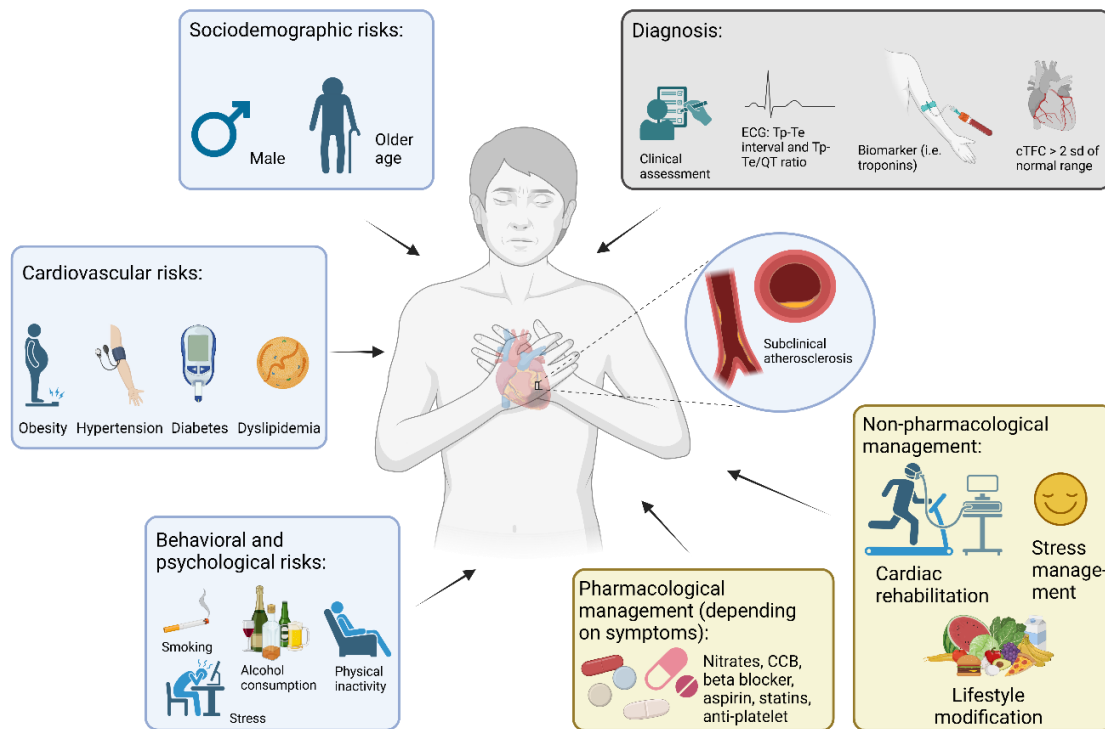 Sociodemographic risks:
Male
Older
age
Diagnosis:
Clinical
assessment
ECG: Tp-Te
interval and Tp-
Te/QT ratio
Biomarker (i.e.
troponins)
cTFC > 2 sd of
normal range
Cardiovascular risks:
Obesity
Hypertension
Diabetes
Dyslipidemia
Subclinical
atherosclerosis
Behavioral and
psychological risks:
Smoking
Alcohol
consumption
Physical
inactivity
Stress
Pharmacological
management (depending
on symptoms):
Nitrates, CCB,
beta blocker,
aspirin, statins,
anti-platelet
Non-pharmacological
management:
Cardiac
rehabilitation
Stress
manage-
ment
Lifestyle
modification